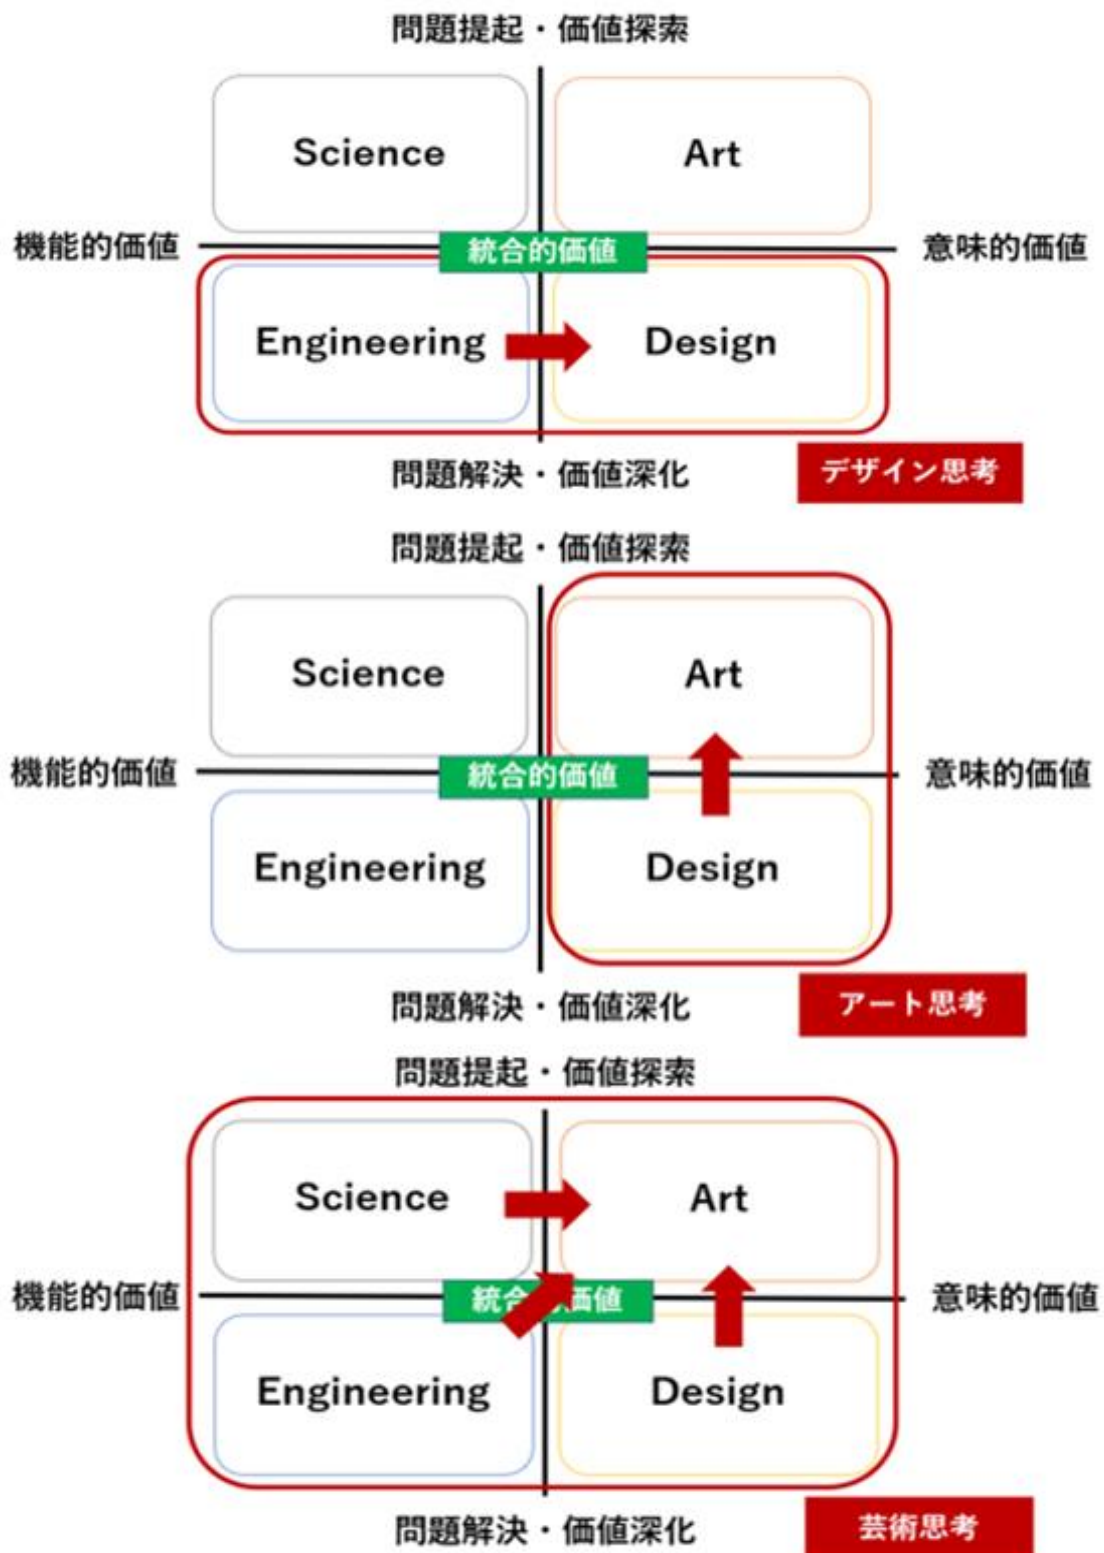 問題提起・価値探索
Science
Art
機能的価値
統合的価値
意味的価値
Engineering
Design
問題解決・価値深化
デザイン思考
問題提起・価値探索
Science
Art
機能的価値
統合的価値
意味的価値
Engineering
Design
問題解決・価値深化
アート思考
問題提起・価値探索
Science
Art
機能的価値
統合 価値
意味的価値
Engineering
Design
問題解決・価値深化
芸術思考